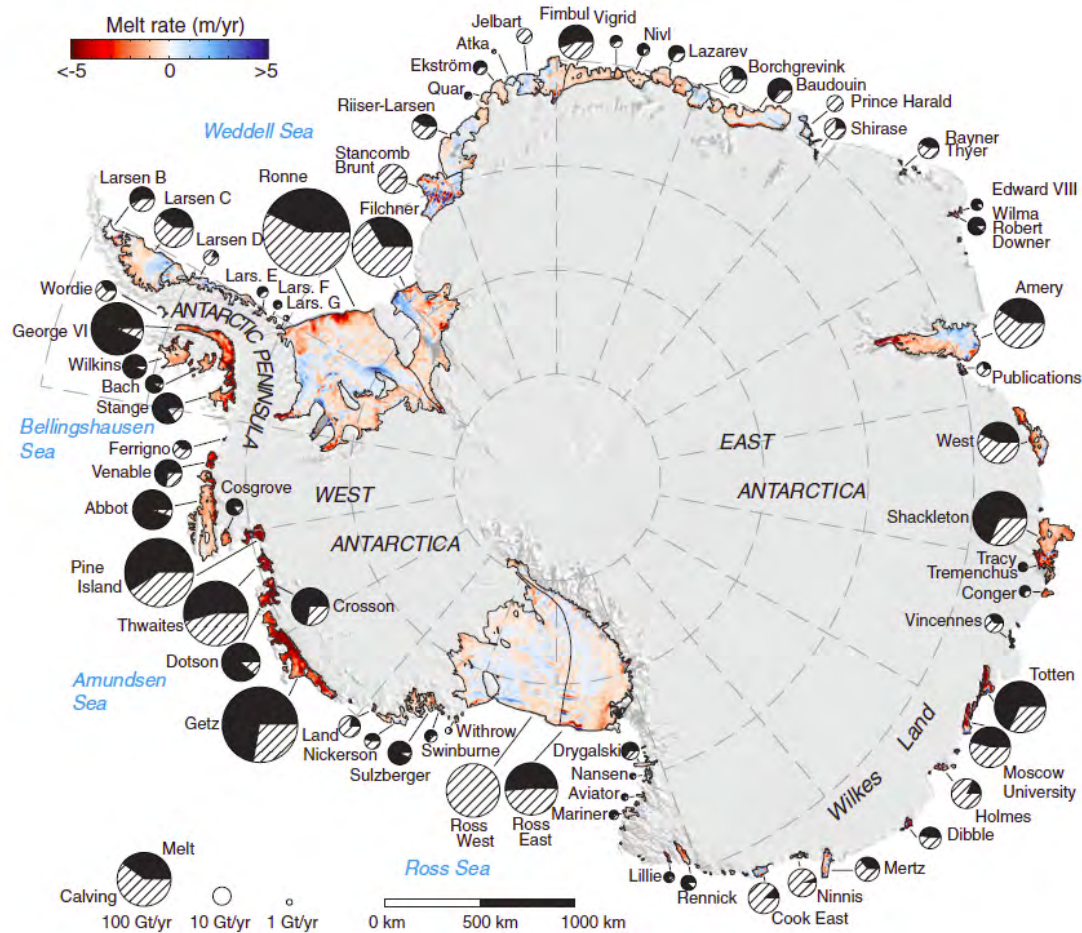 Melt rate (m/yr)
<-5
0
>5
Jelbart
Fimbul
Vigrid
Atka
Nivl
Ekström
Lazarev
Quar
Borchgrevink
Baudouin
Riiser-Larsen
Prince Harald
Shirase
Weddell Sea
Stancomb
Brunt
Rayner
Thyer
Larsen B
Ronne
Larsen C
Filchner
Edward VIII
Wilma
Robert
Downer
Larsen D
Lars. E
Lars. F
Lars. G
Wordie
ANTARCTIC PENINSULA
George VI
Amery
Wilkins
Bach
Publications
Stange
Bellingshausen
Sea
Ferrigno
EAST
West
Venable
Cosgrove
WEST
ANTARCTICA
Abbot
Shackleton
ANTARCTICA
Pine
Island
Tracy
Tremenchus
Crosson
Conger
Thwaites
Vincennes
Dotson
Amundsen
Sea
Totten
Getz
Land
Nickerson
Sulzberger
Withrow
Swinburne
Drygalski
Wilkes Land
Nansen
Aviator
Mariner
Moscow
University
Ross
West
Ross
East
Holmes
Dibble
Ross Sea
Melt
Lillie
Mertz
Calving
Rennick
Ninnis
Cook East
100 Gt/yr
10 Gt/yr
1 Gt/yr
0 km
500 km
1000 km